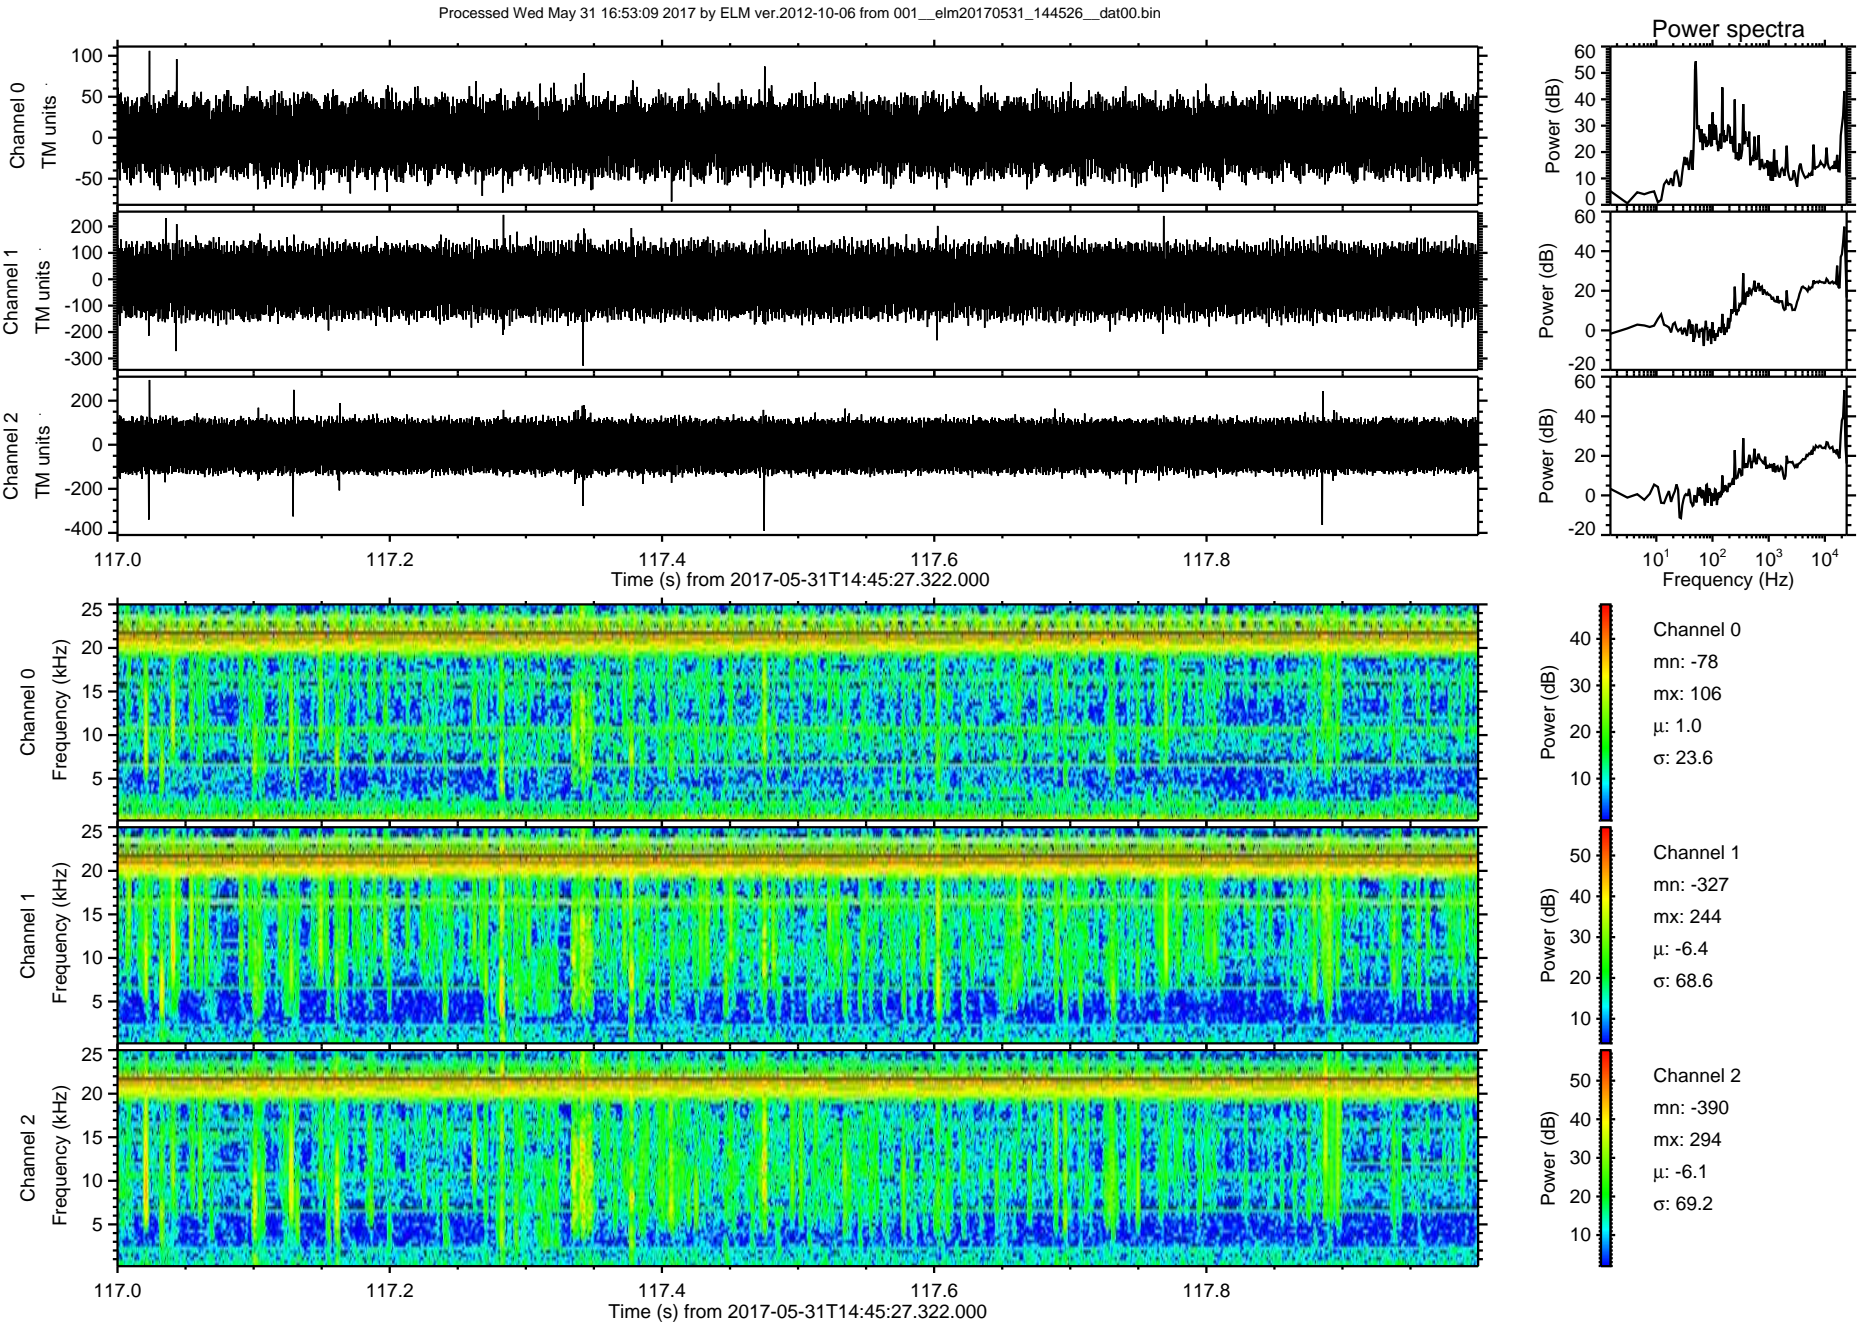 Processed Wed May 31 16:53:09 2017 by ELM ver.2012-10-06 from 001__elm20170531_144526__dat00.bin
Power spectra
Channel 0
TM units
100
50
0
-50
Power (dB)
60
50
40
30
20
10
0
Channel 1
TM units
200
100
0
-100
-200
-300
Power (dB)
60
40
20
0
-20
Channel 2
TM units
200
0
-200
-400
Power (dB)
60
40
20
0
-20
117.0 117.2 117.4 117.6 117.8
Time (s) from 2017-05-31T14:45:27.322.000
10¹ 10² 10³ 10⁴
Frequency (Hz)
Channel 0
Frequency (kHz)
25
20
15
10
5
Power (dB)
40
30
20
10
Channel 0
mn: -78
mx: 106
μ: 1.0
σ: 23.6
Channel 1
Frequency (kHz)
25
20
15
10
5
Power (dB)
50
40
30
20
10
Channel 1
mn: -327
mx: 244
μ: -6.4
σ: 68.6
Channel 2
Frequency (kHz)
25
20
15
10
5
Power (dB)
50
40
30
20
10
Channel 2
mn: -390
mx: 294
μ: -6.1
σ: 69.2
117.0 117.2 117.4 117.6 117.8
Time (s) from 2017-05-31T14:45:27.322.000